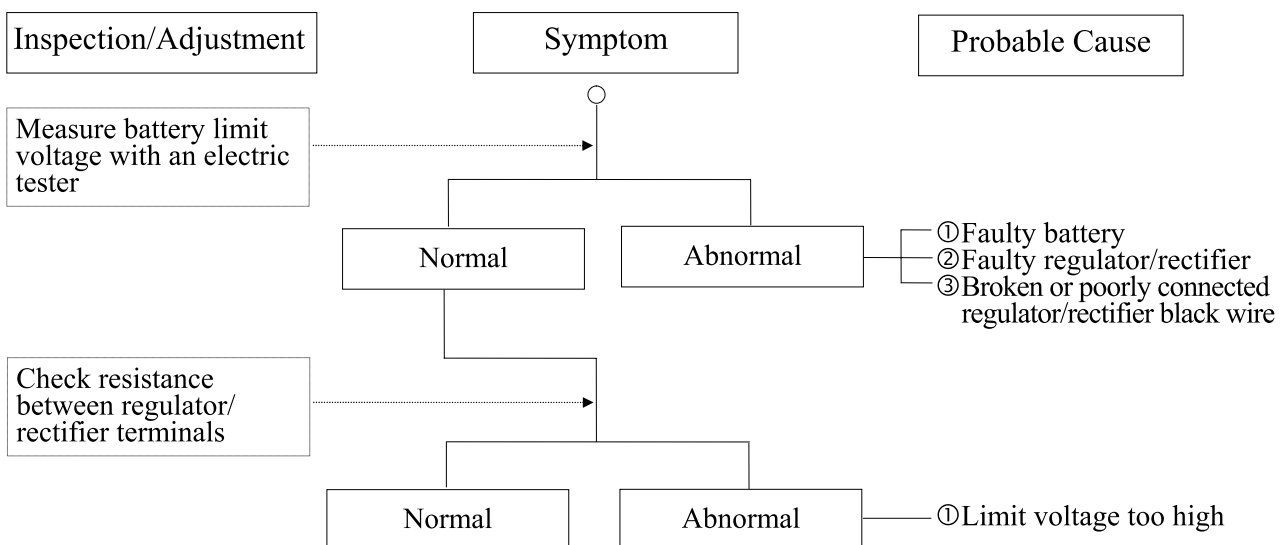 Inspection/Adjustment
Symptom
Probable Cause
Measure battery limit
voltage with an electric
tester
Normal
Abnormal
①Faulty battery
②Faulty regulator/rectifier
③Broken or poorly connected
regulator/rectifier black wire
Check resistance
between regulator/
rectifier terminals
Normal
Abnormal
①Limit voltage too high